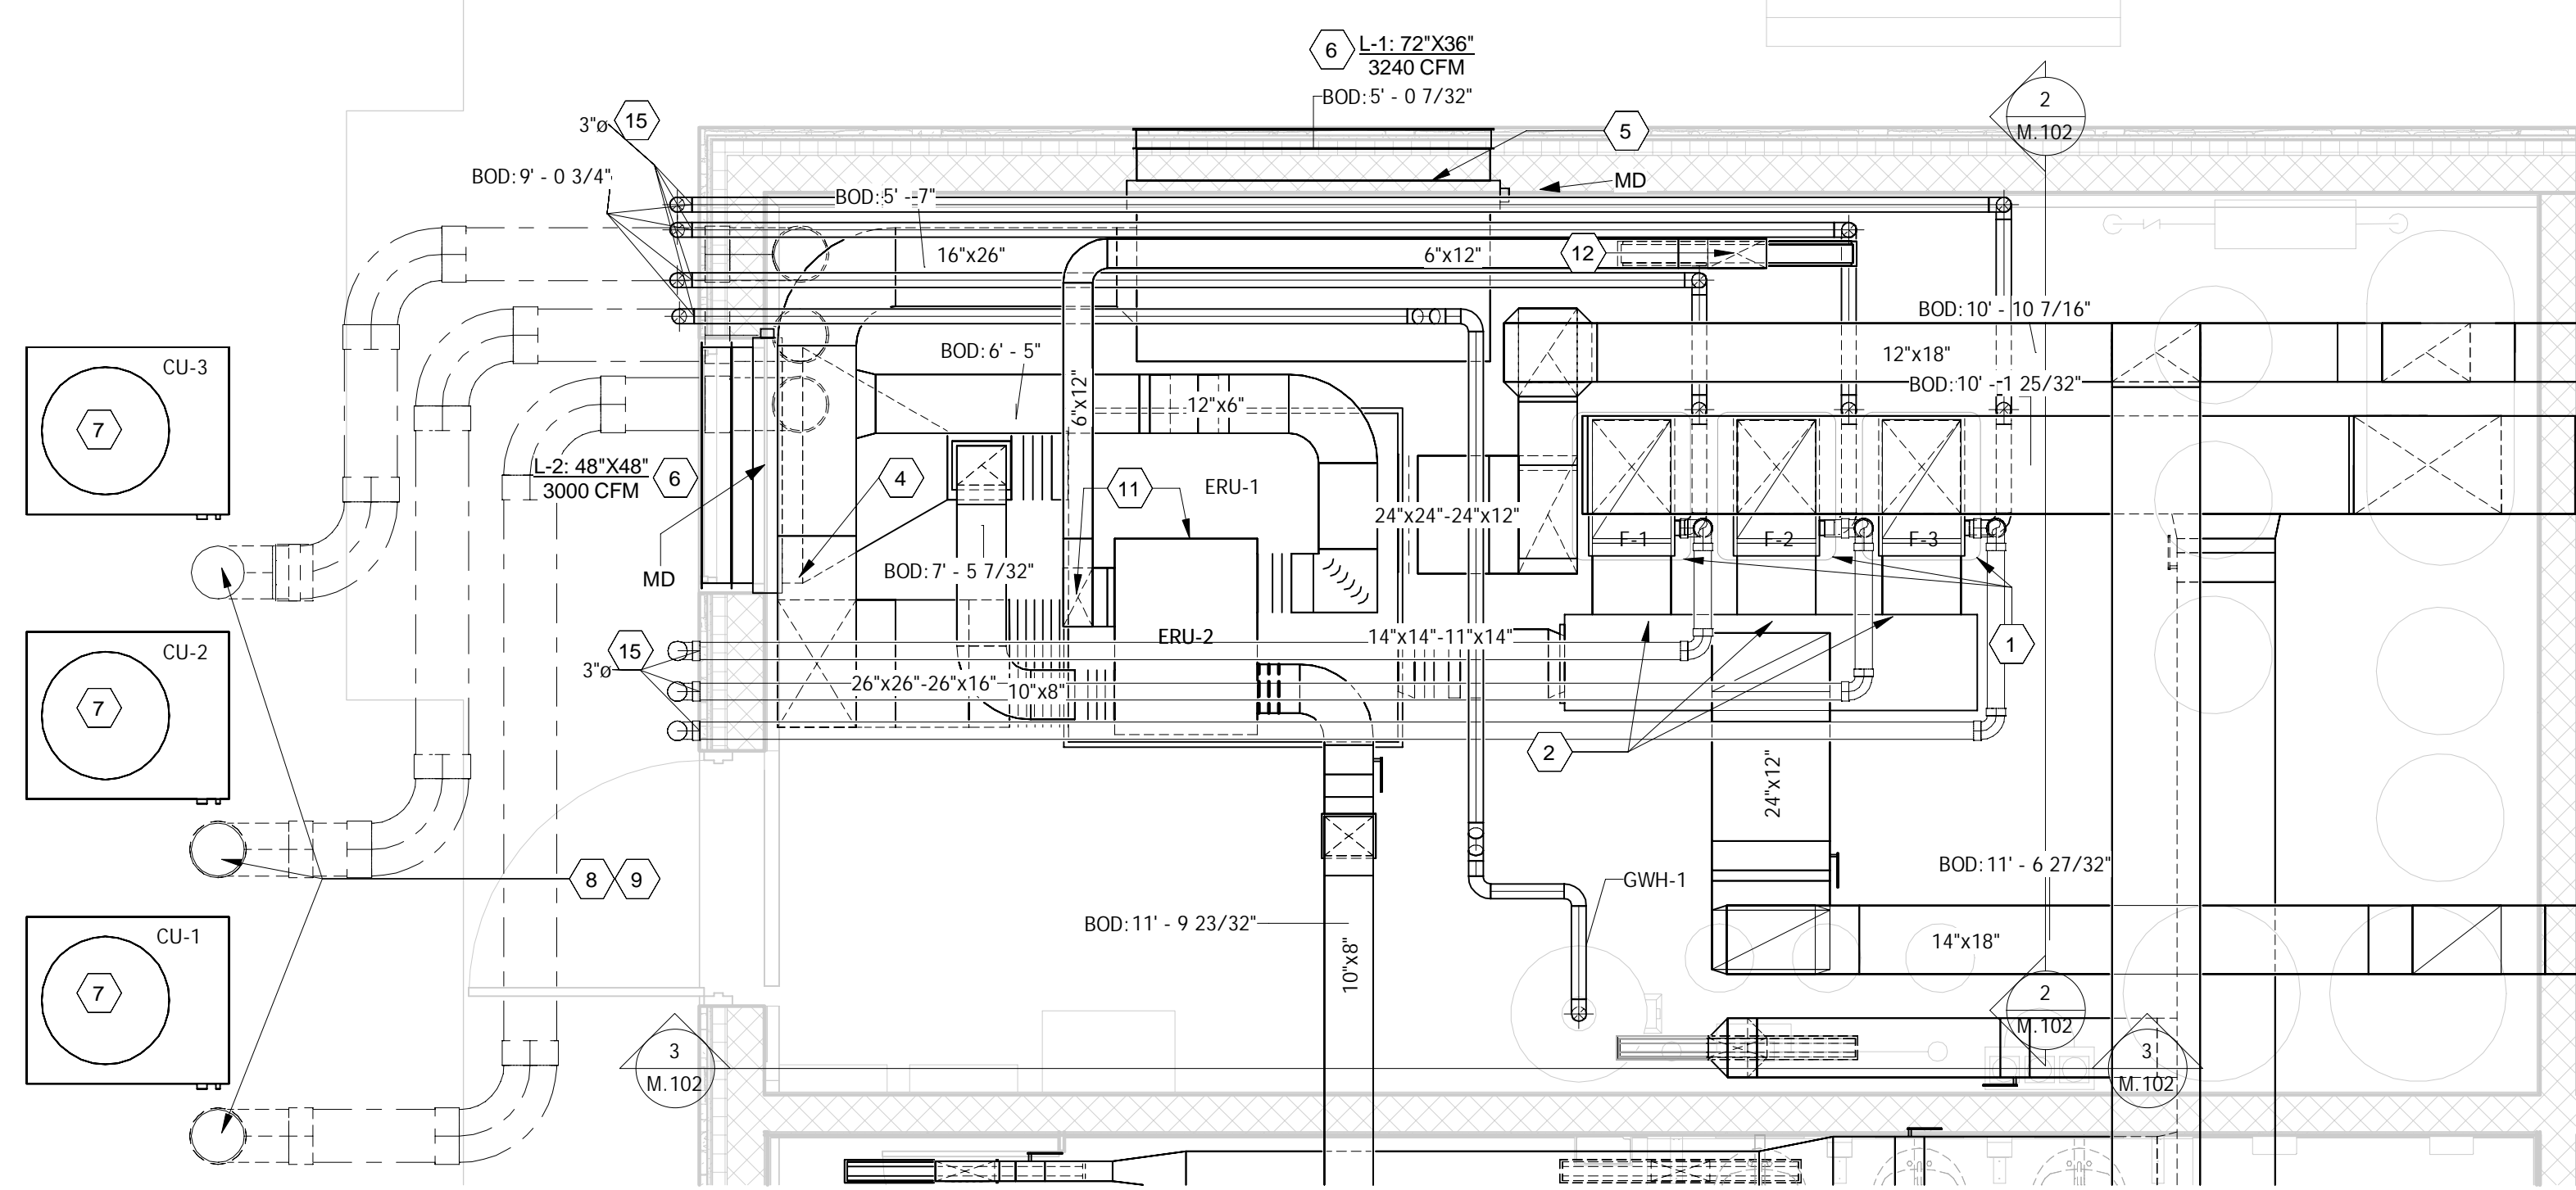 6
L-1: 72"X36"
3240 CFM
BOD: 5' - 0 7/32"
2
M.102
15
3"ø
5
MD
BOD: 9' - 0 3/4"
BOD: 5' - 7"
16"x26"
6"x12"
12
BOD: 10' - 10 7/16"
12"x18"
BOD: 10' - 1 25/32"
BOD: 6' - 5"
12"x6"
6"x12"
CU-3
7
L-2: 48"X48"
3000 CFM
6
4
11
ERU-1
24"x24"-24"x12"
F-1
F-2
F-3
MD
BOD: 7' - 5 7/32"
CU-2
7
15
3"ø
ERU-2
14"x14"-11"x14"
1
26"x26"-26"x16"
10"x8"
2
24"x12"
8
9
GWH-1
BOD: 11' - 6 27/32"
BOD: 11' - 9 23/32"
10"x8"
14"x18"
CU-1
7
2
M.102
3
M.102
3
M.102